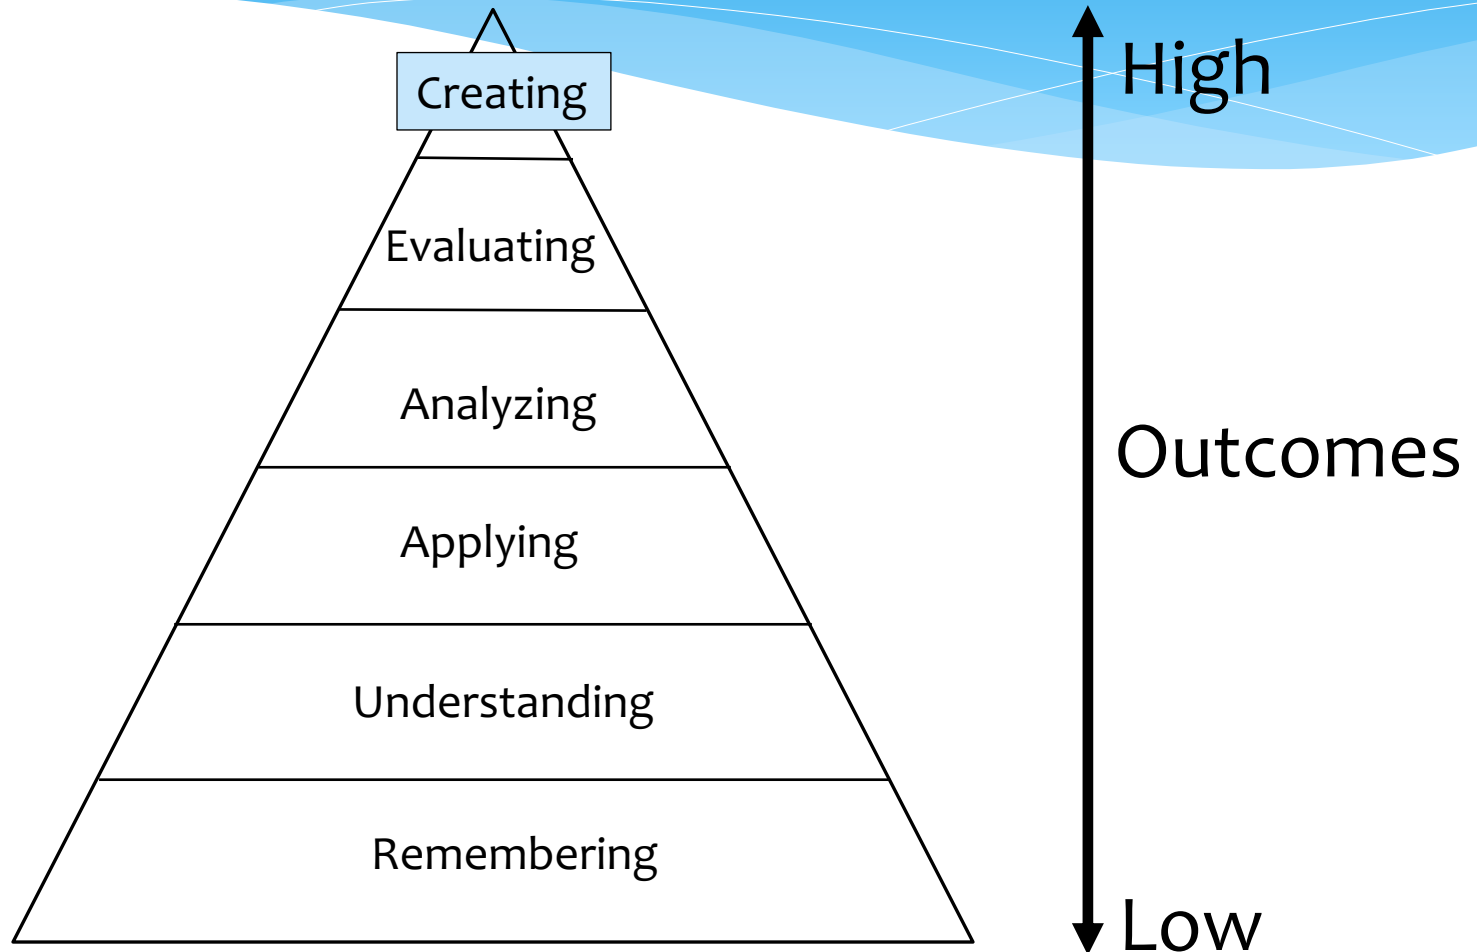 Creating
High
Evaluating
Analyzing
Outcomes
Applying
Understanding
Remembering
Low